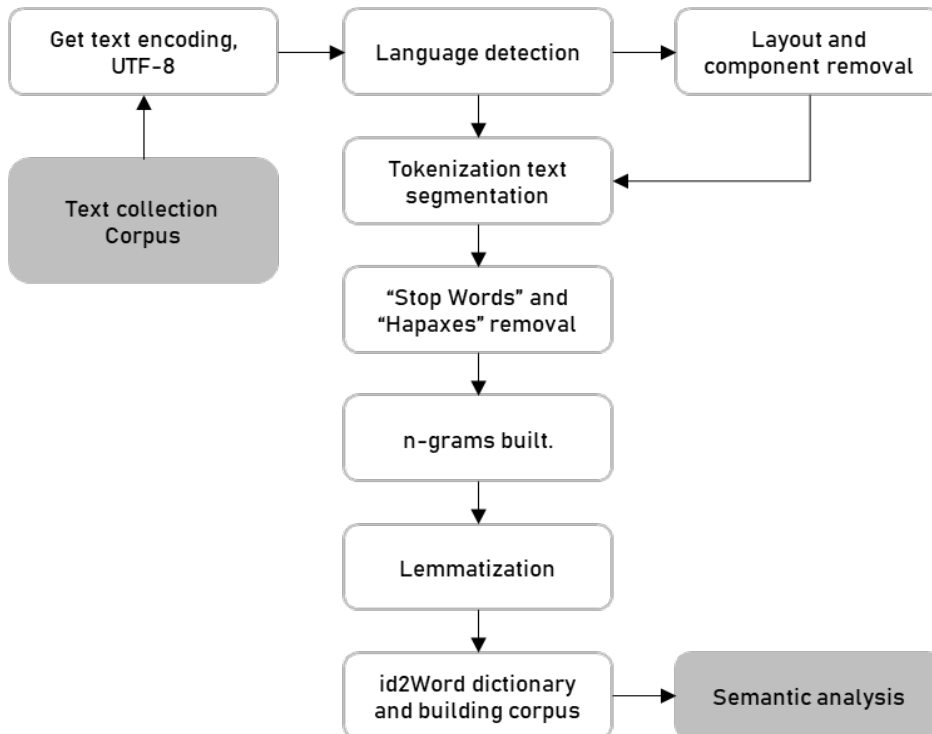 Get text encoding,
UTF-8
Language detection
Layout and
component removal
Text collection
Corpus
Tokenization text
segmentation
“Stop Words” and
“Hapaxes” removal
n-grams built.
Lemmatization
id2Word dictionary
and building corpus
Semantic analysis